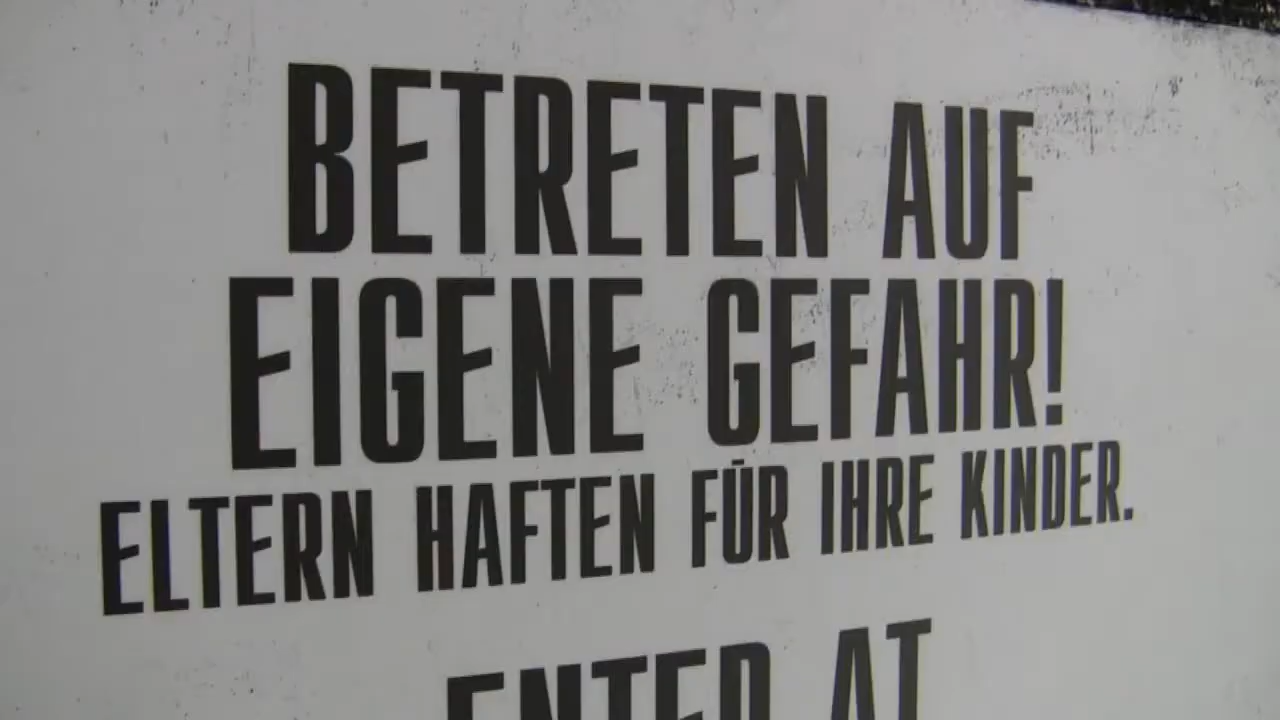 BETRETEN AUF
EIGENE GEFAHR!
ELTERN HAFTEN FÜR IHRE KINDER.
ENTER AT